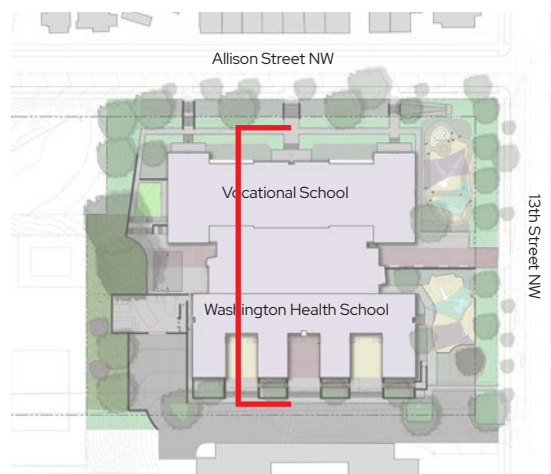 Allison Street NW
Vocational School
13th Street NW
Washington Health School